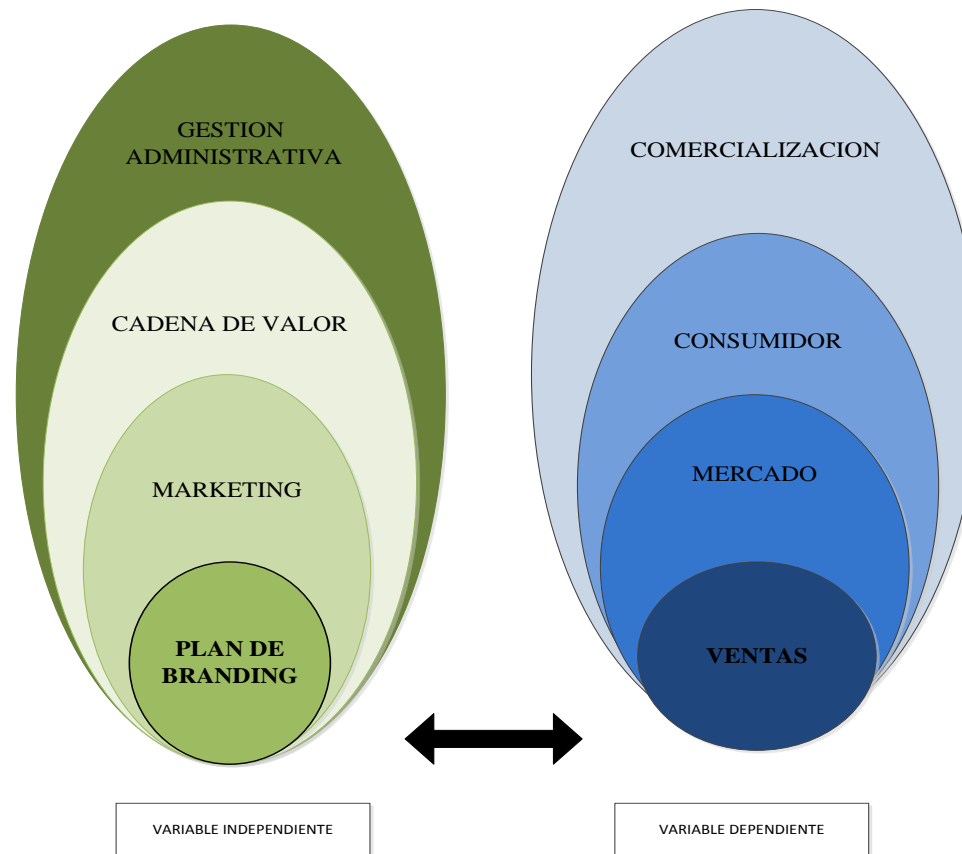 GESTION
ADMINISTRATIVA
CADENA DE VALOR
MARKETING
PLAN DE
BRANDING
VARIABLE INDEPENDIENTE
COMERCIALIZACION
CONSUMIDOR
MERCADO
VENTAS
VARIABLE DEPENDIENTE